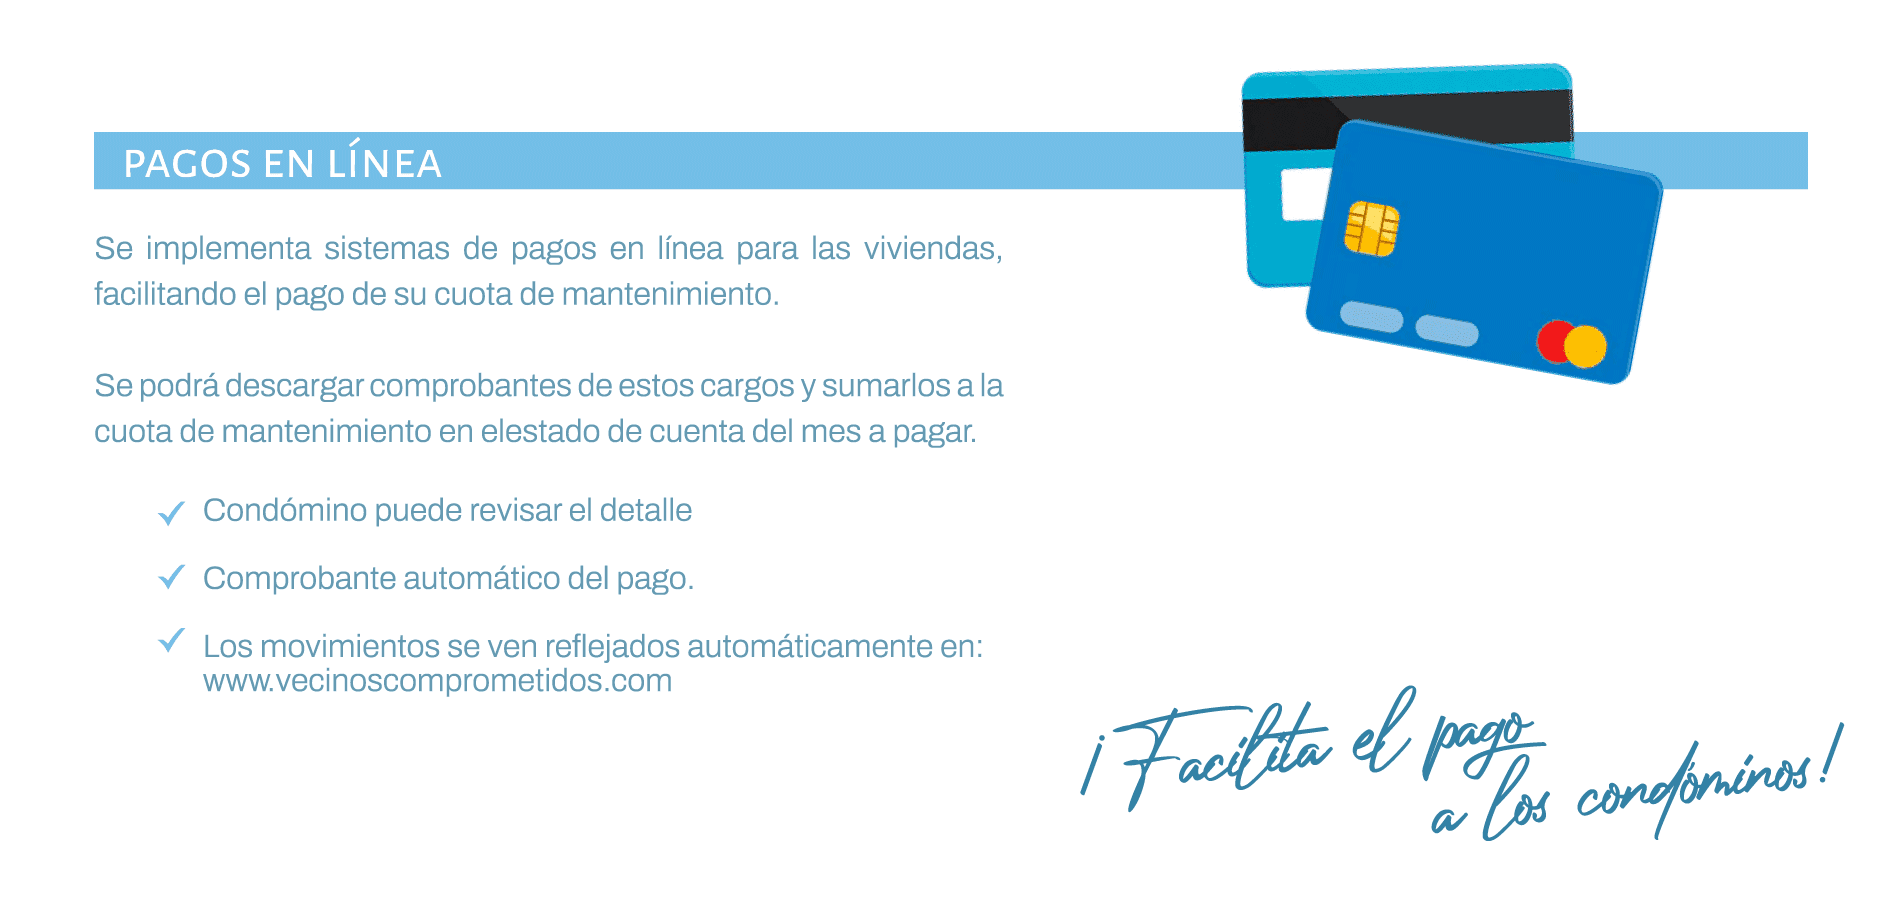 PAGOS EN LÍNEA
Se implementa sistemas de pagos en línea para las viviendas,
facilitando el pago de su cuota de mantenimiento.
Se podrá descargar comprobantes de estos cargos y sumarlos a la
cuota de mantenimiento en elestado de cuenta del mes a pagar.
Condómino puede revisar el detalle
Comprobante automático del pago.
Los movimientos se ven reflejados automáticamente en:
www.vecinoscomprometidos.com
¡Facilita el pago
a los condóminos!